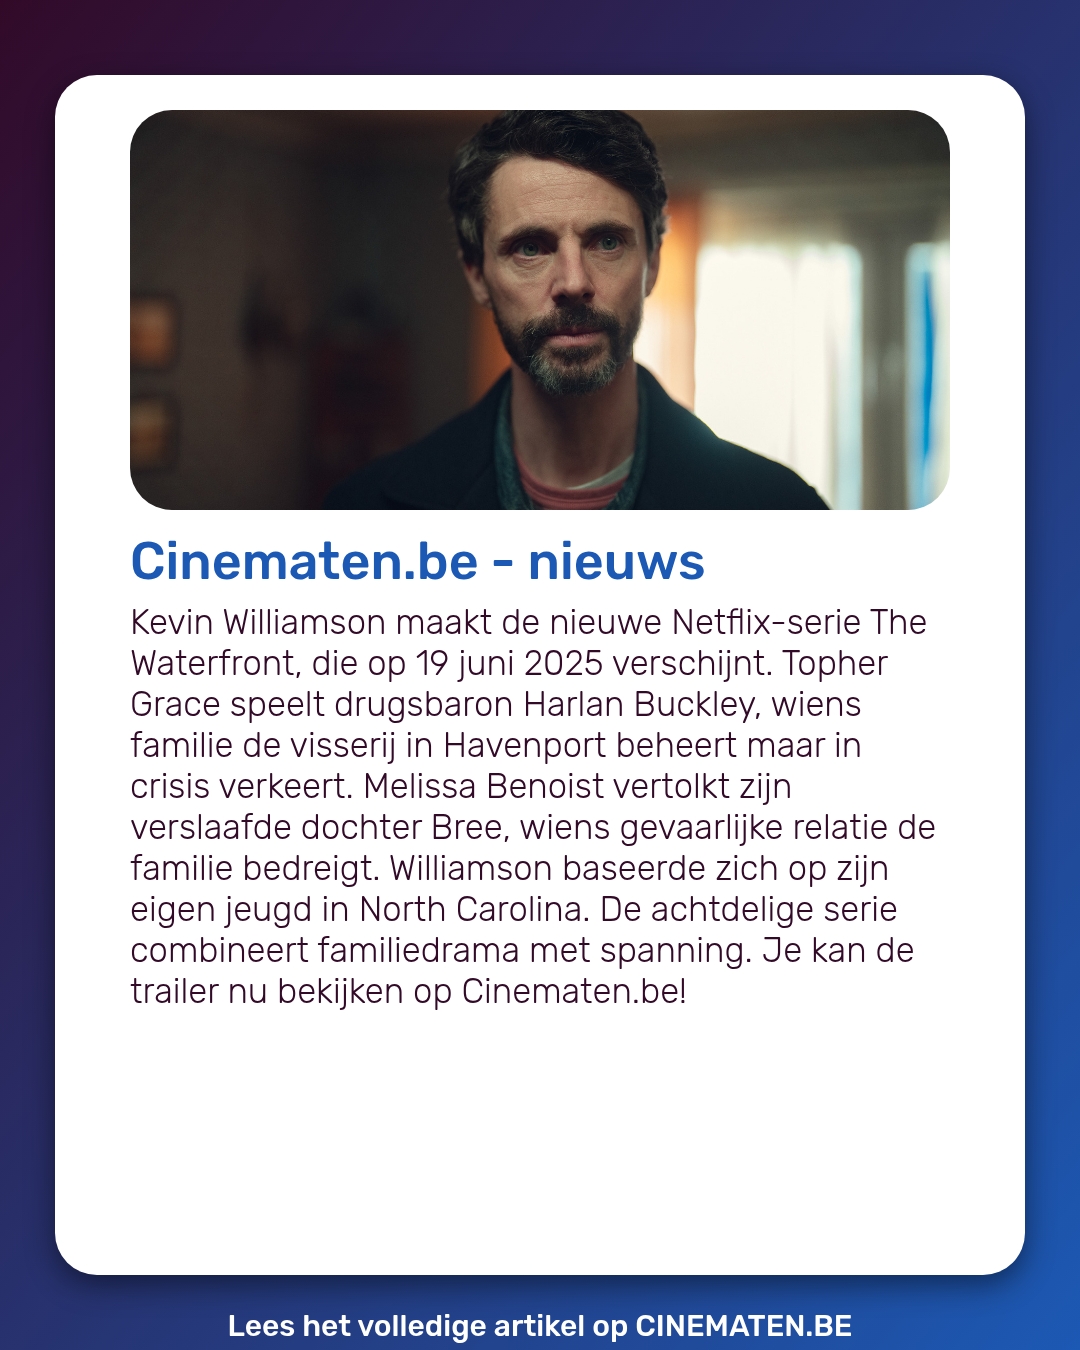 Cinematen.be - nieuws
Kevin Williamson maakt de nieuwe Netflix-serie The
Waterfront, die op 19 juni 2025 verschijnt. Topher
Grace speelt drugsbaron Harlan Buckley, wiens
familie de visserij in Havenport beheert maar in
crisis verkeert. Melissa Benoist vertolkt zijn
verslaafde dochter Bree, wiens gevaarlijke relatie de
familie bedreigt. Williamson baseerde zich op zijn
eigen jeugd in North Carolina. De achtdelige serie
combineert familiedrama met spanning. Je kan de
trailer nu bekijken op Cinematen.be!
Lees het volledige artikel op CINEMATEN.BE